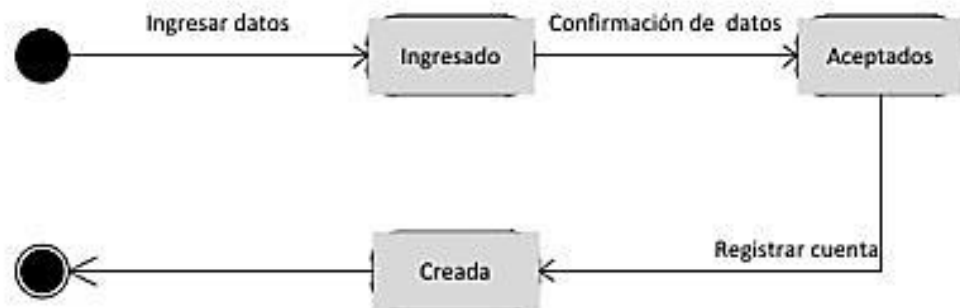 Ingresar datos
Ingresado
Confirmación de datos
Aceptados
Registrar cuenta
Creada